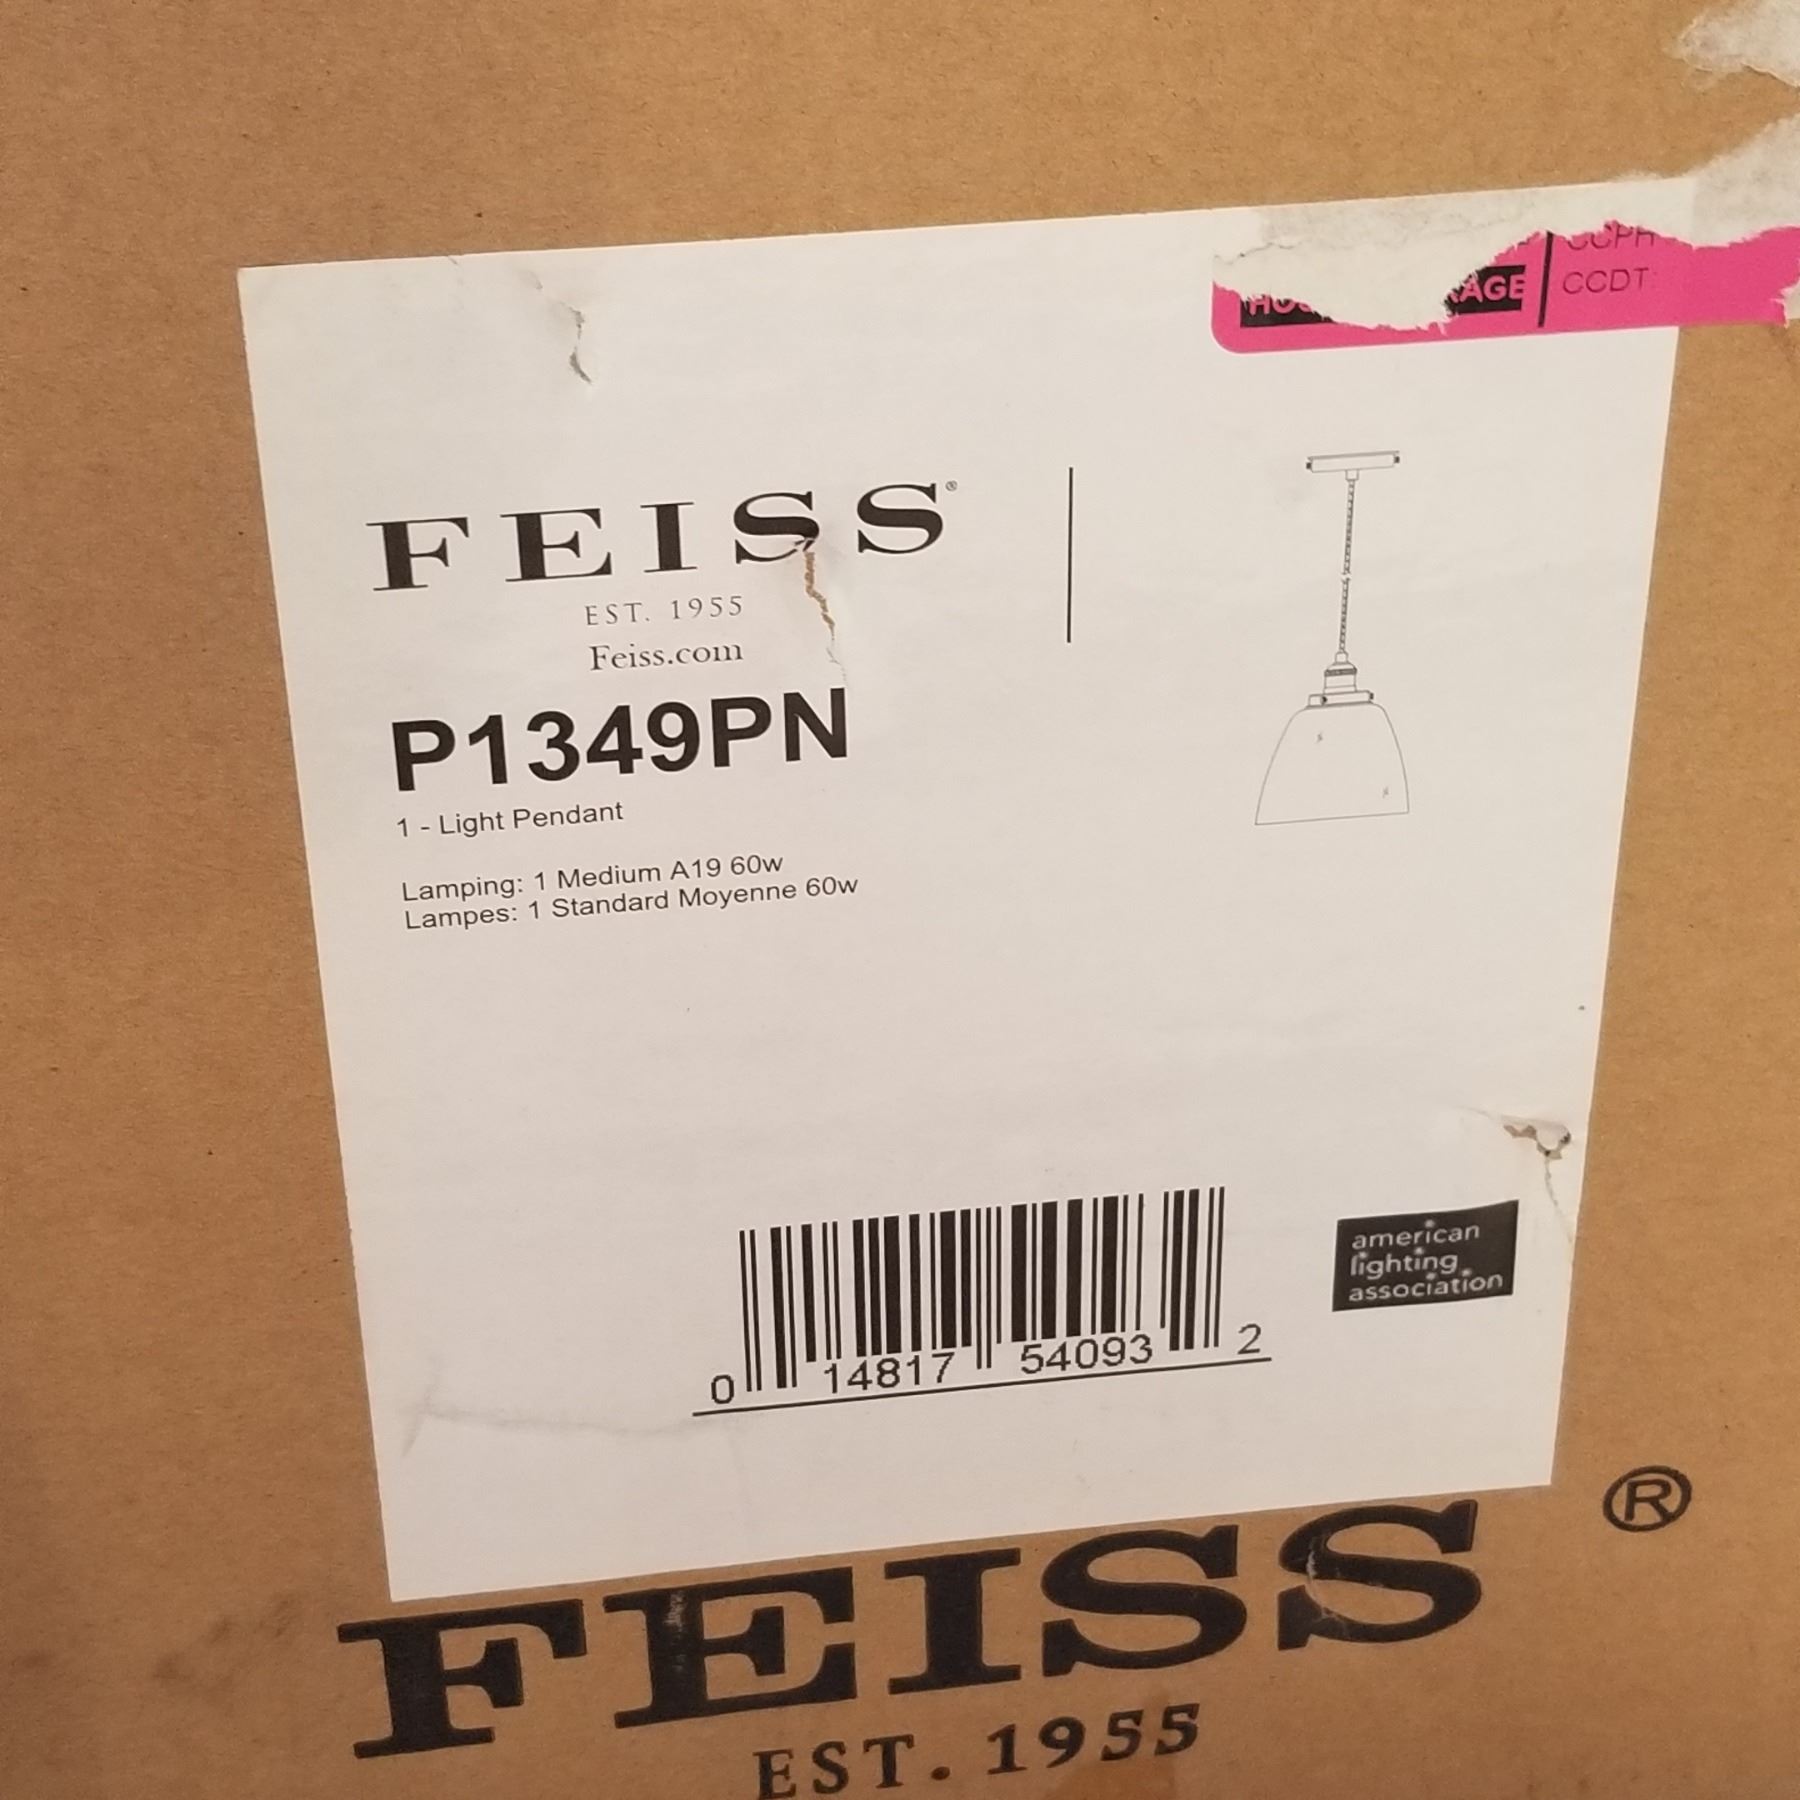 CCPH
AGE
CCDT:
FEISS®
EST. 1955
Feiss.com
P1349PN
1 - Light Pendant
Lamping: 1 Medium A19 60w
Lampes: 1 Standard Moyenne 60w
american
lighting
association
0 14817 54093 2
FEISS®
EST. 1955